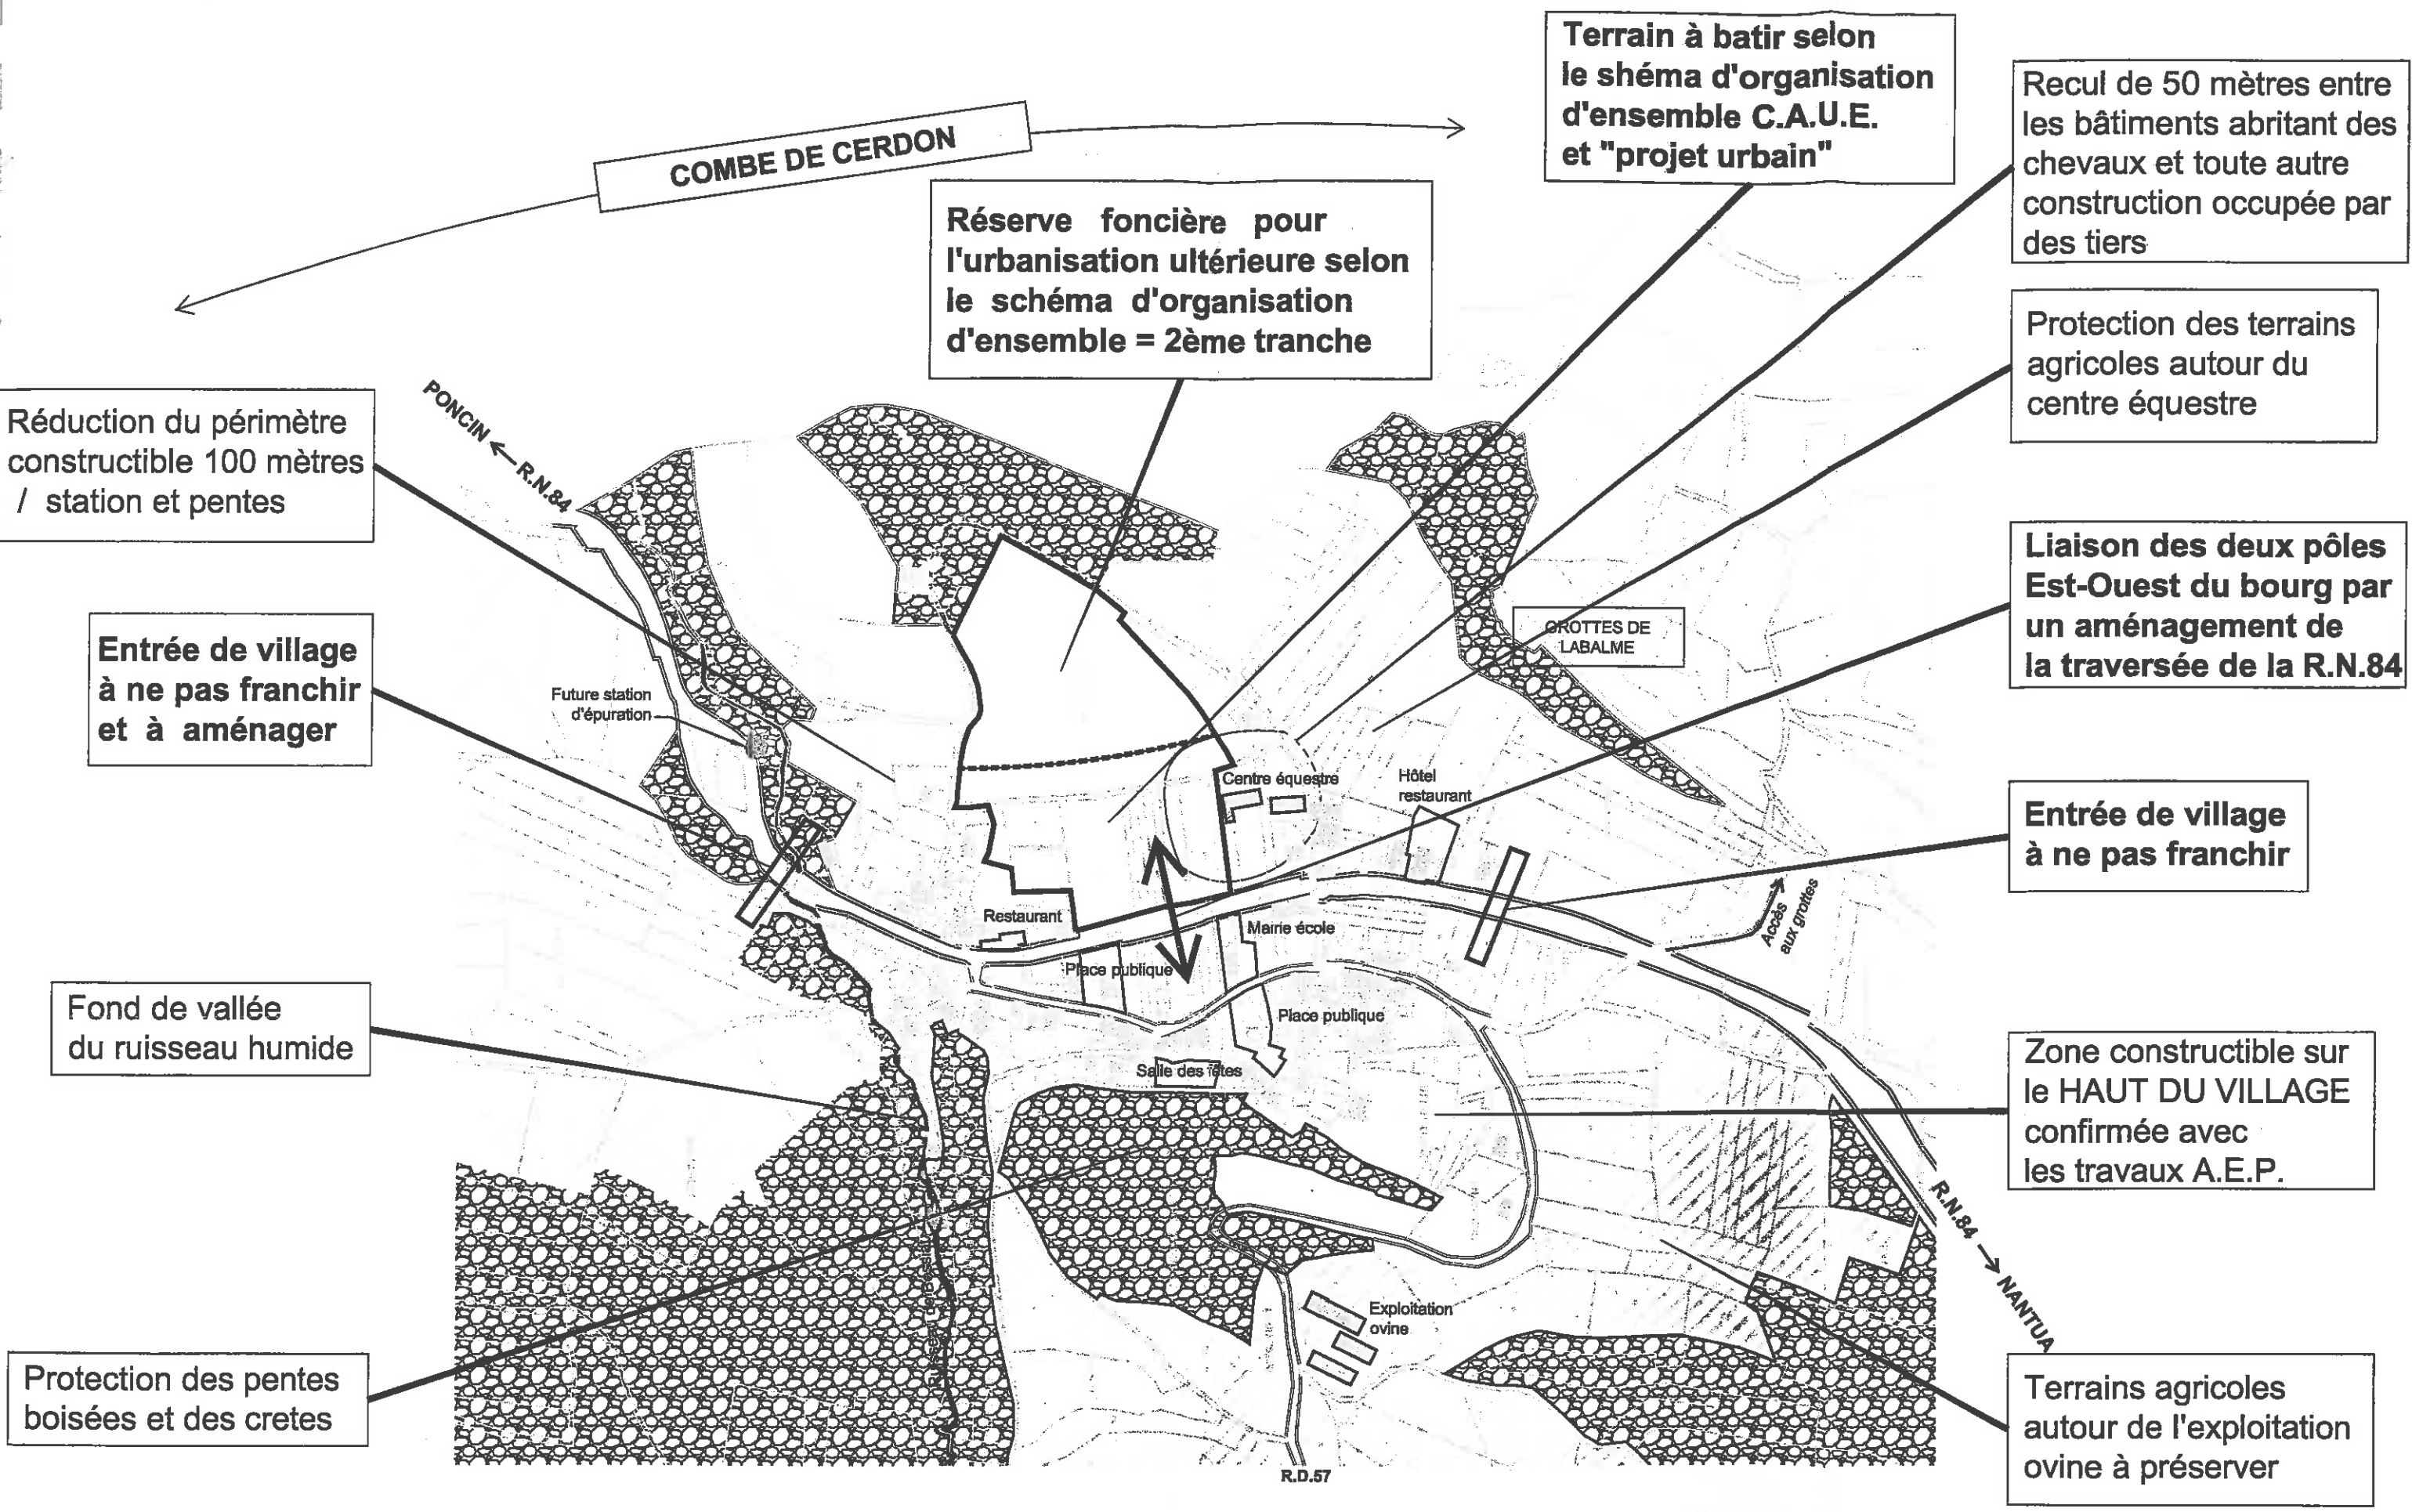 COMBE DE CERDON
Terrain à batir selon
le shéma d'organisation
d'ensemble C.A.U.E.
et "projet urbain"
Recul de 50 mètres entre
les bâtiments abritant des
chevaux et toute autre
construction occupée par
des tiers
Réserve foncière pour
l'urbanisation ultérieure selon
le schéma d'organisation
d'ensemble = 2ème tranche
Protection des terrains
agricoles autour du
centre équestre
Réduction du périmètre
constructible 100 mètres
/ station et pentes
PONCIN ← R.N.84
Liaison des deux pôles
Est-Ouest du bourg par
un aménagement de
la traversée de la R.N.84
GROTTES DE
LABALME
Entrée de village
à ne pas franchir
et à aménager
Future station
d'épuration
Centre équestre
Hôtel
restaurant
Entrée de village
à ne pas franchir
Accès
aux grottes
Restaurant
Mairie école
Place publique
Place publique
Salle des fêtes
Fond de vallée
du ruisseau humide
Zone constructible sur
le HAUT DU VILLAGE
confirmée avec
les travaux A.E.P.
R.N.84 → NANTUA
Exploitation
ovine
Protection des pentes
boisées et des cretes
Terrains agricoles
autour de l'exploitation
ovine à préserver
R.D.57